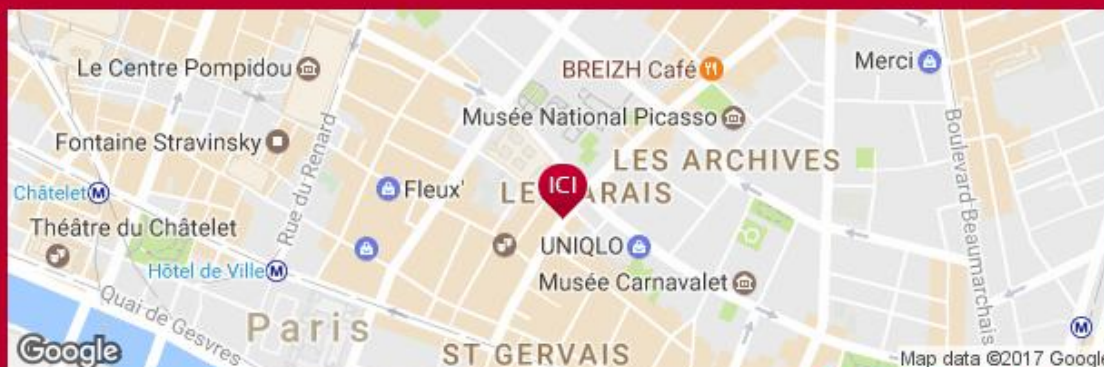 Le Centre Pompidou
BREIZH Café
Merci
Musée National Picasso
Fontaine Stravinsky
Rue du Renard
Boulevard Beaumarchais
LES ARCHIVES
Châtelet M
Fleux'
ICI
LE ARAIS
Théâtre du Châtelet
UNIQLO
Hôtel de Ville M
Musée Carnavalet
Quai de Gesvres
Paris
M
ST GERVAIS
Google
Map data ©2017 Google